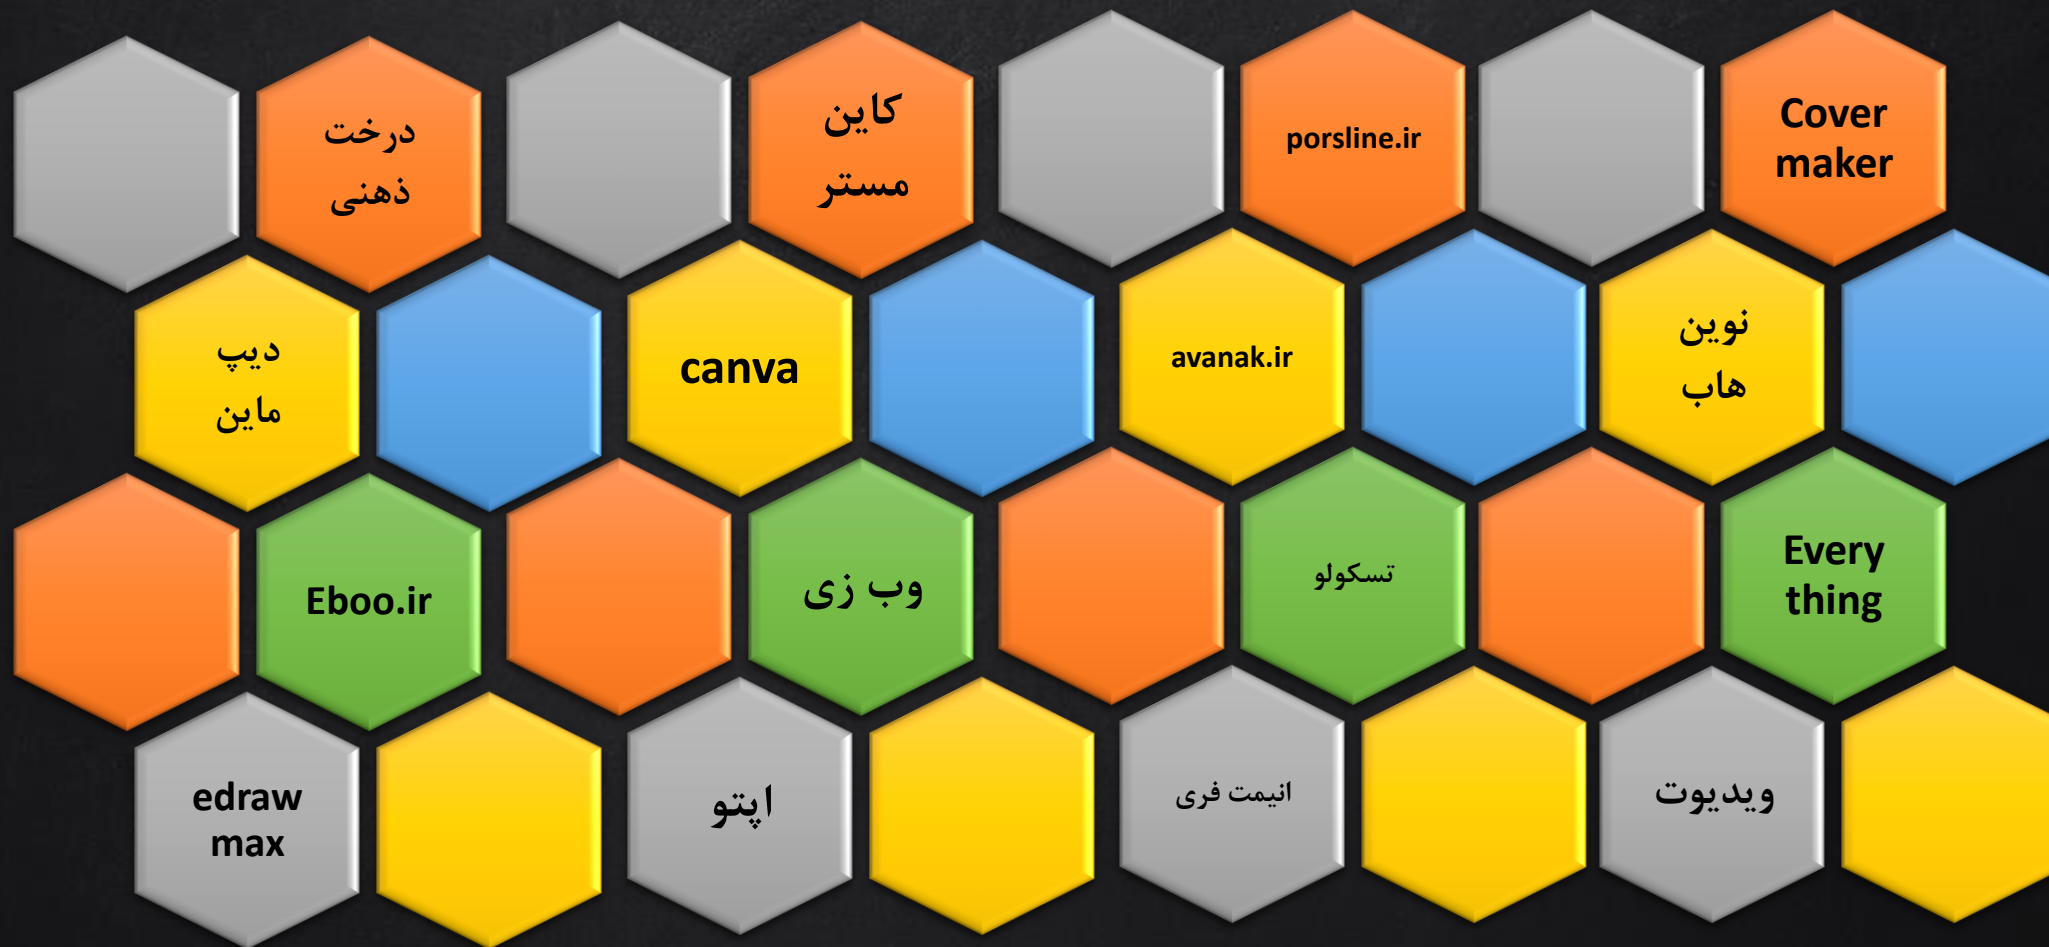 درخت
ذهنی
کاین
مستر
porsline.ir
Cover
maker
دیپ
ماین
canva
avanak.ir
نوین
هاب
Eboo.ir
وب زی
تسکولو
Every
thing
edraw
max
اپتو
انیمت فری
ویدیوت